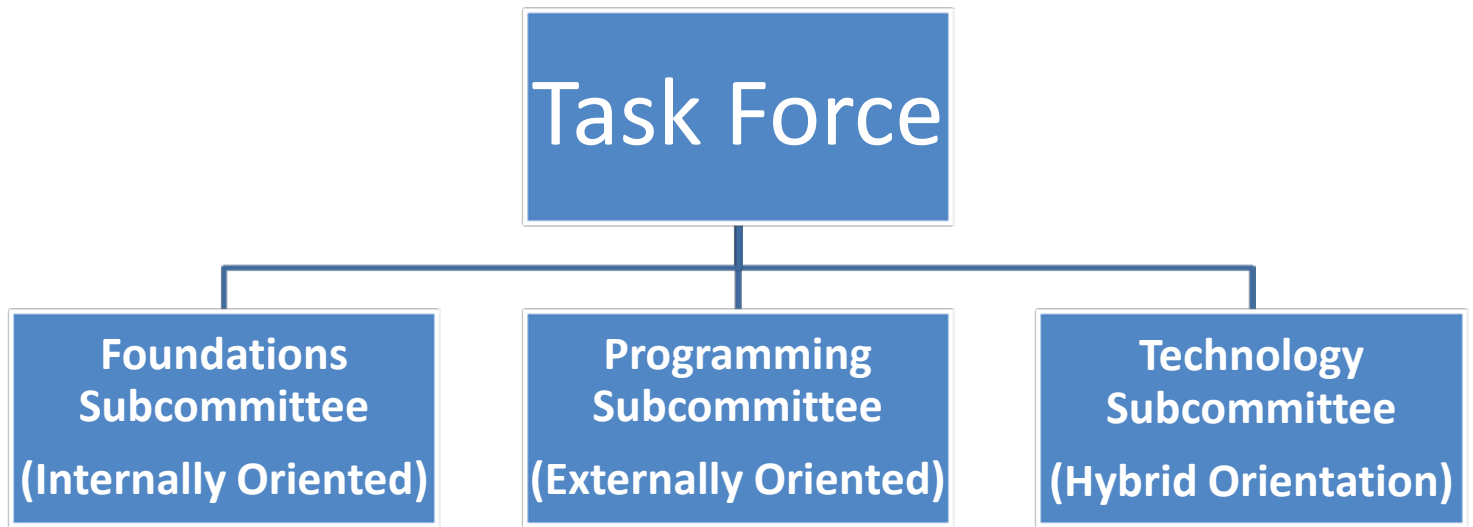 Task Force
Foundations
Subcommittee
(Internally Oriented)
Programming
Subcommittee
(Externally Oriented)
Technology
Subcommittee
(Hybrid Orientation)